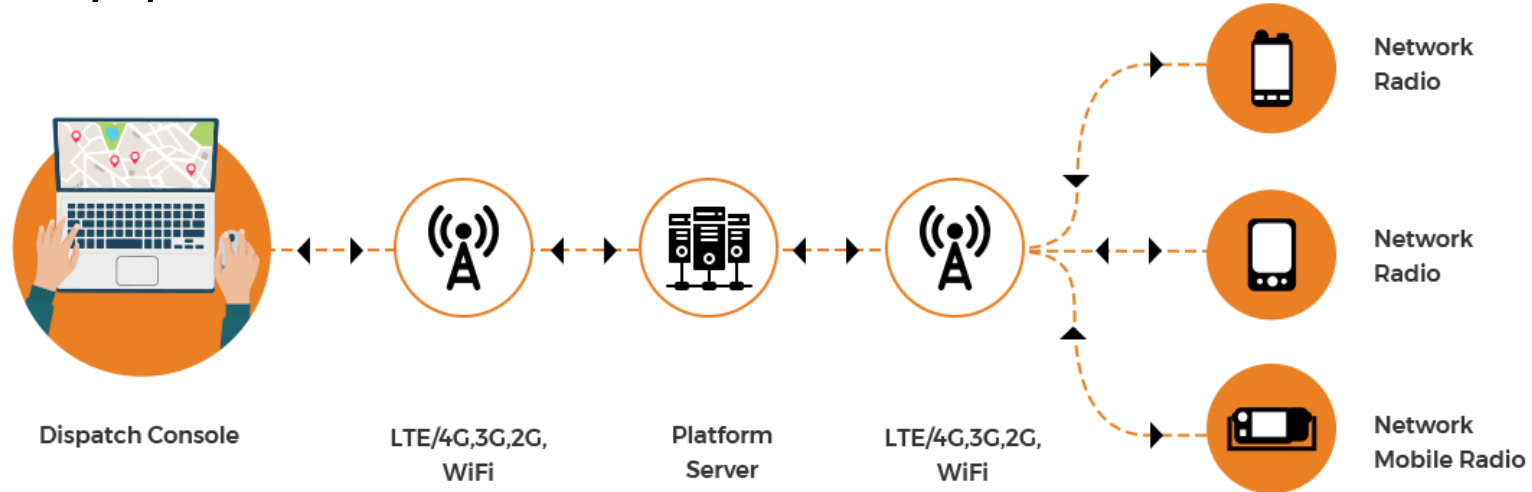 Network
Radio
Network
Radio
Dispatch Console
LTE/4G,3G,2G,
WiFi
Platform
Server
LTE/4G,3G,2G,
WiFi
Network
Mobile Radio